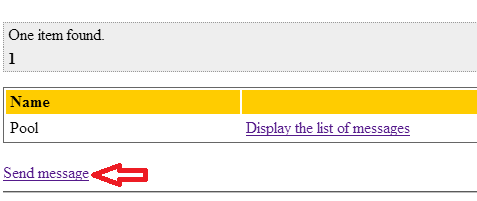 One item found.
1
Name
Pool Display the list of messages
Send message